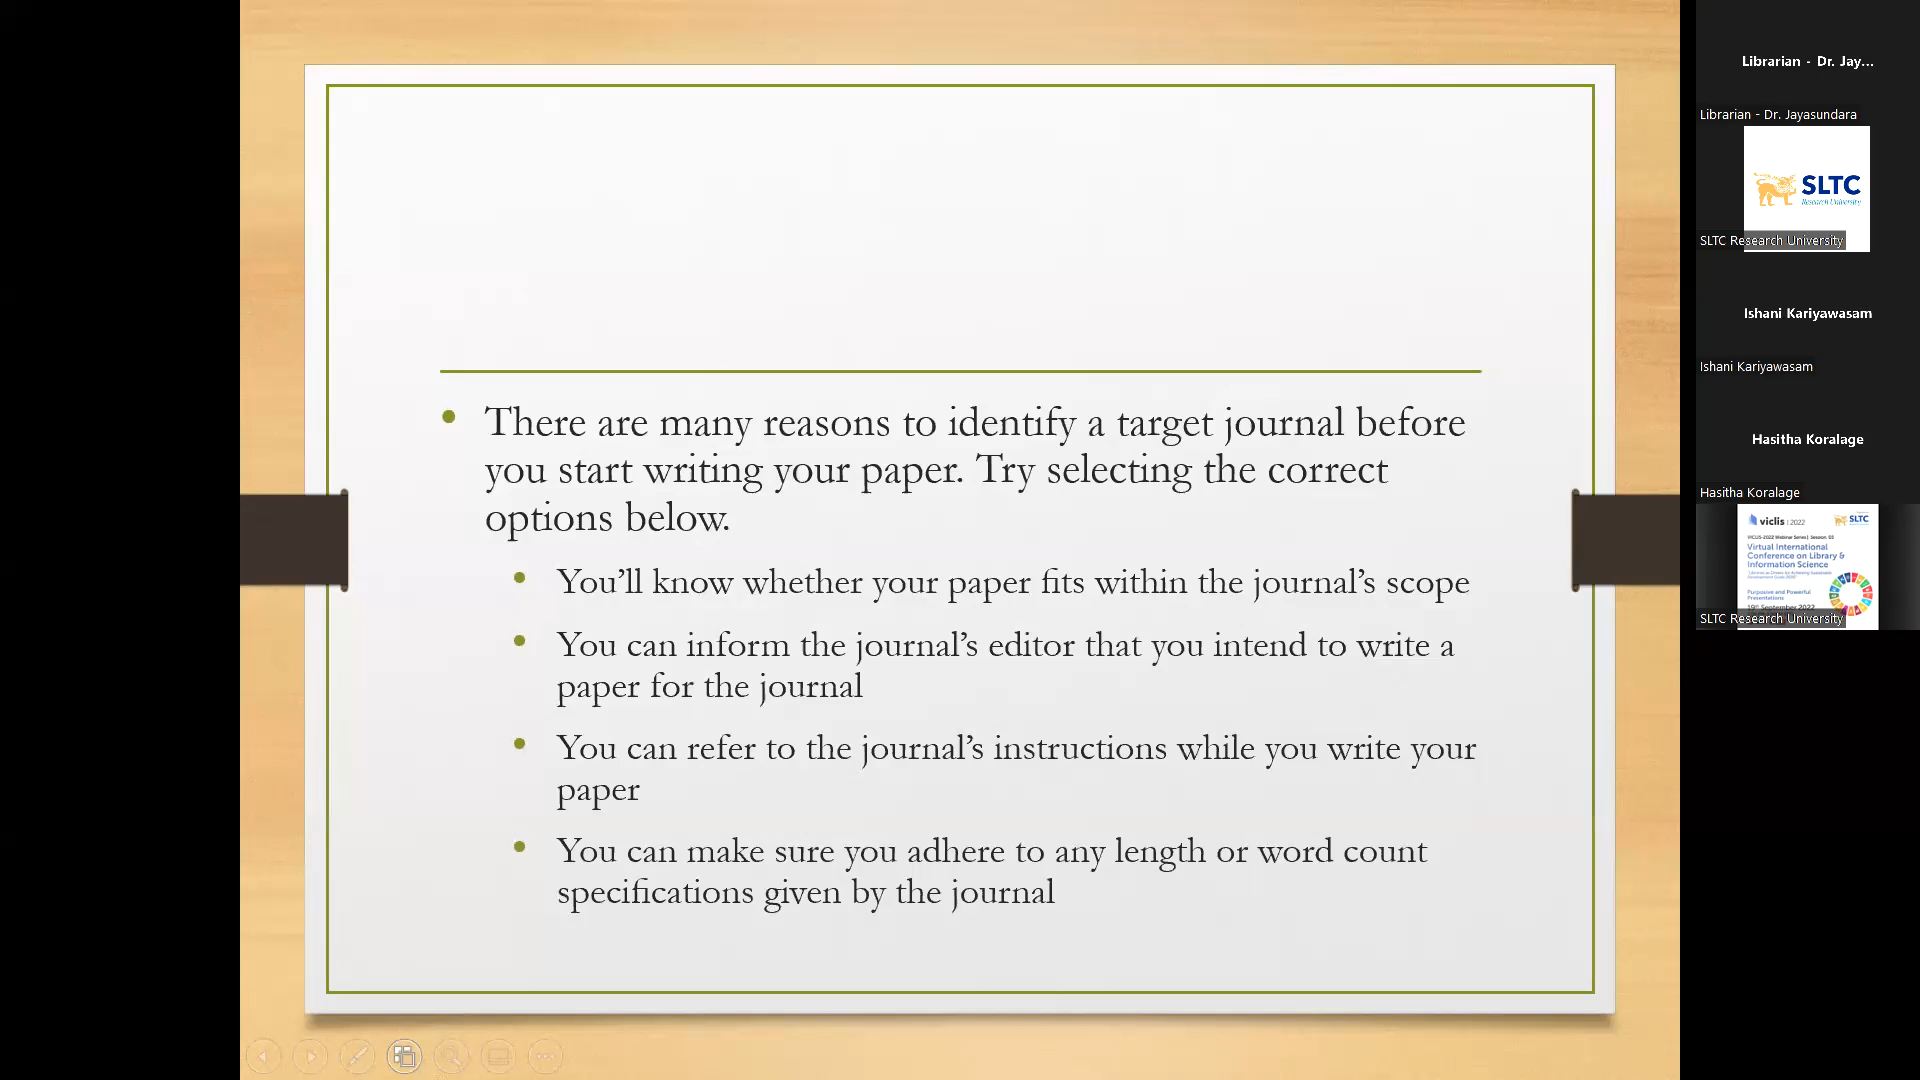 There are many reasons to identify a target journal before
you start writing your paper. Try selecting the correct
options below.
You’ll know whether your paper fits within the journal’s scope
You can inform the journal’s editor that you intend to write a
paper for the journal
You can refer to the journal’s instructions while you write your
paper
You can make sure you adhere to any length or word count
specifications given by the journal
Librarian - Dr. Jay...
Librarian - Dr. Jayasundara
SLTC
Research University
SLTC Research University
Ishani Kariyawasam
Ishani Kariyawasam
Hasitha Koralage
Hasitha Koralage
viclis | 2022
SLTC
VICLIS-2022 Webinar Series| Session: 03
Virtual International
Conference on Library &
Information Science
Purposive and Powerful
Presentations
19th September 2022
SLTC Research University